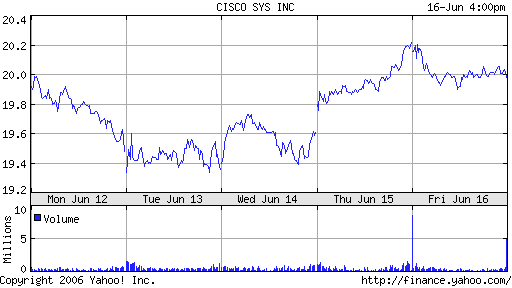 CISCO SYS INC 16-Jun 4:00pm
20.4
20.2
20.0
19.8
19.6
19.4
19.2
Mon Jun 12 Tue Jun 13 Wed Jun 14 Thu Jun 15 Fri Jun 16
10
5
0
Millions
Volume
Copyright 2006 Yahoo! Inc. http://finance.yahoo.com/